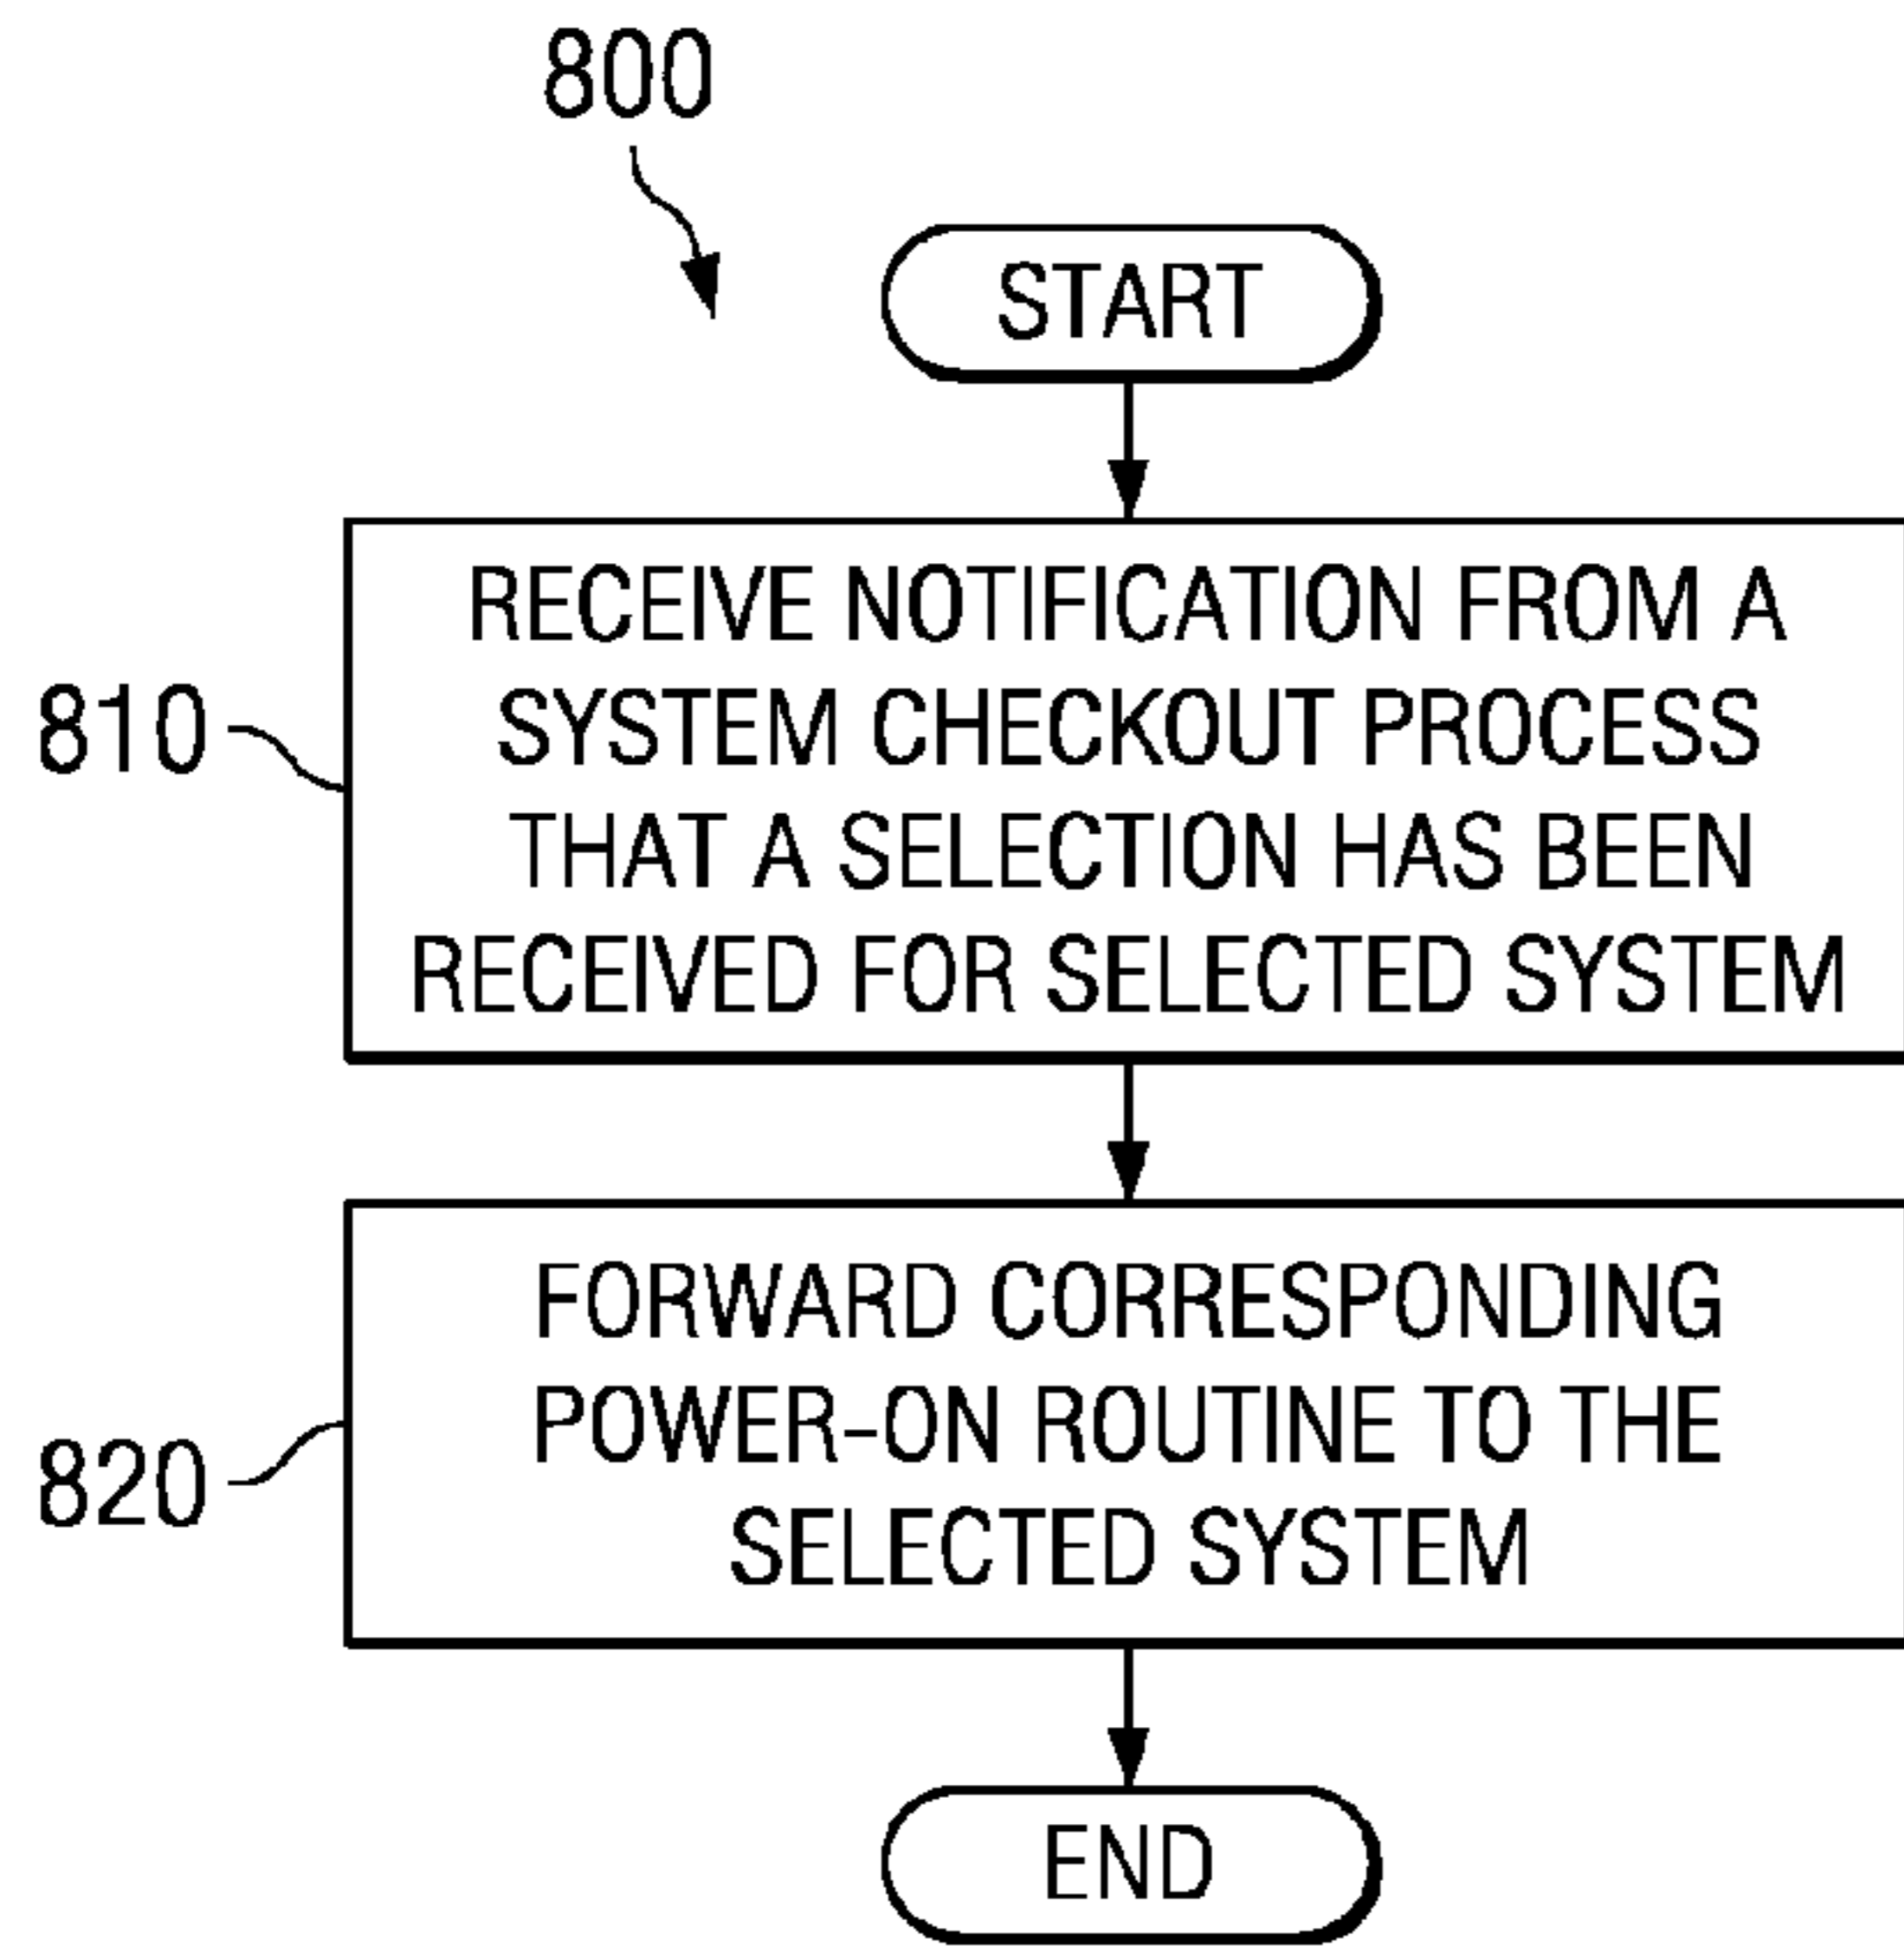 800
START
810
RECEIVE NOTIFICATION FROM A
SYSTEM CHECKOUT PROCESS
THAT A SELECTION HAS BEEN
RECEIVED FOR SELECTED SYSTEM
820
FORWARD CORRESPONDING
POWER-ON ROUTINE TO THE
SELECTED SYSTEM
END